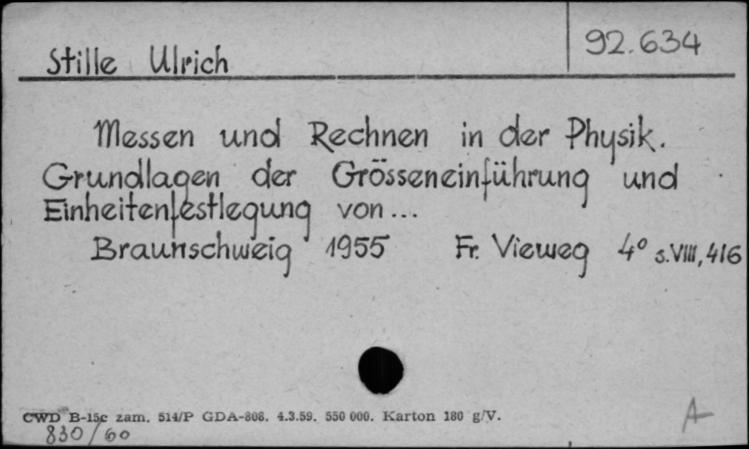 92.634
Stille Ulrich
Messen und Rechnen in der Physik.
Grundlagen der Grösseneinführung und
Einheitenfestlegung von...
Braunschweig 1955 Fr. Vieweg 4° s.VIII, 416
CWD B-15c zam. 514/P GDA-808. 4.3.59. 550 000. Karton 180 g/V.
830/60
A